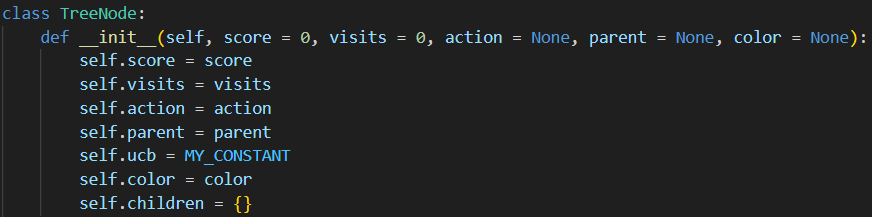 class TreeNode:
    def __init__(self, score = 0, visits = 0, action = None, parent = None, color = None):
        self.score = score
        self.visits = visits
        self.action = action
        self.parent = parent
        self.ucb = MY_CONSTANT
        self.color = color
        self.children = {}